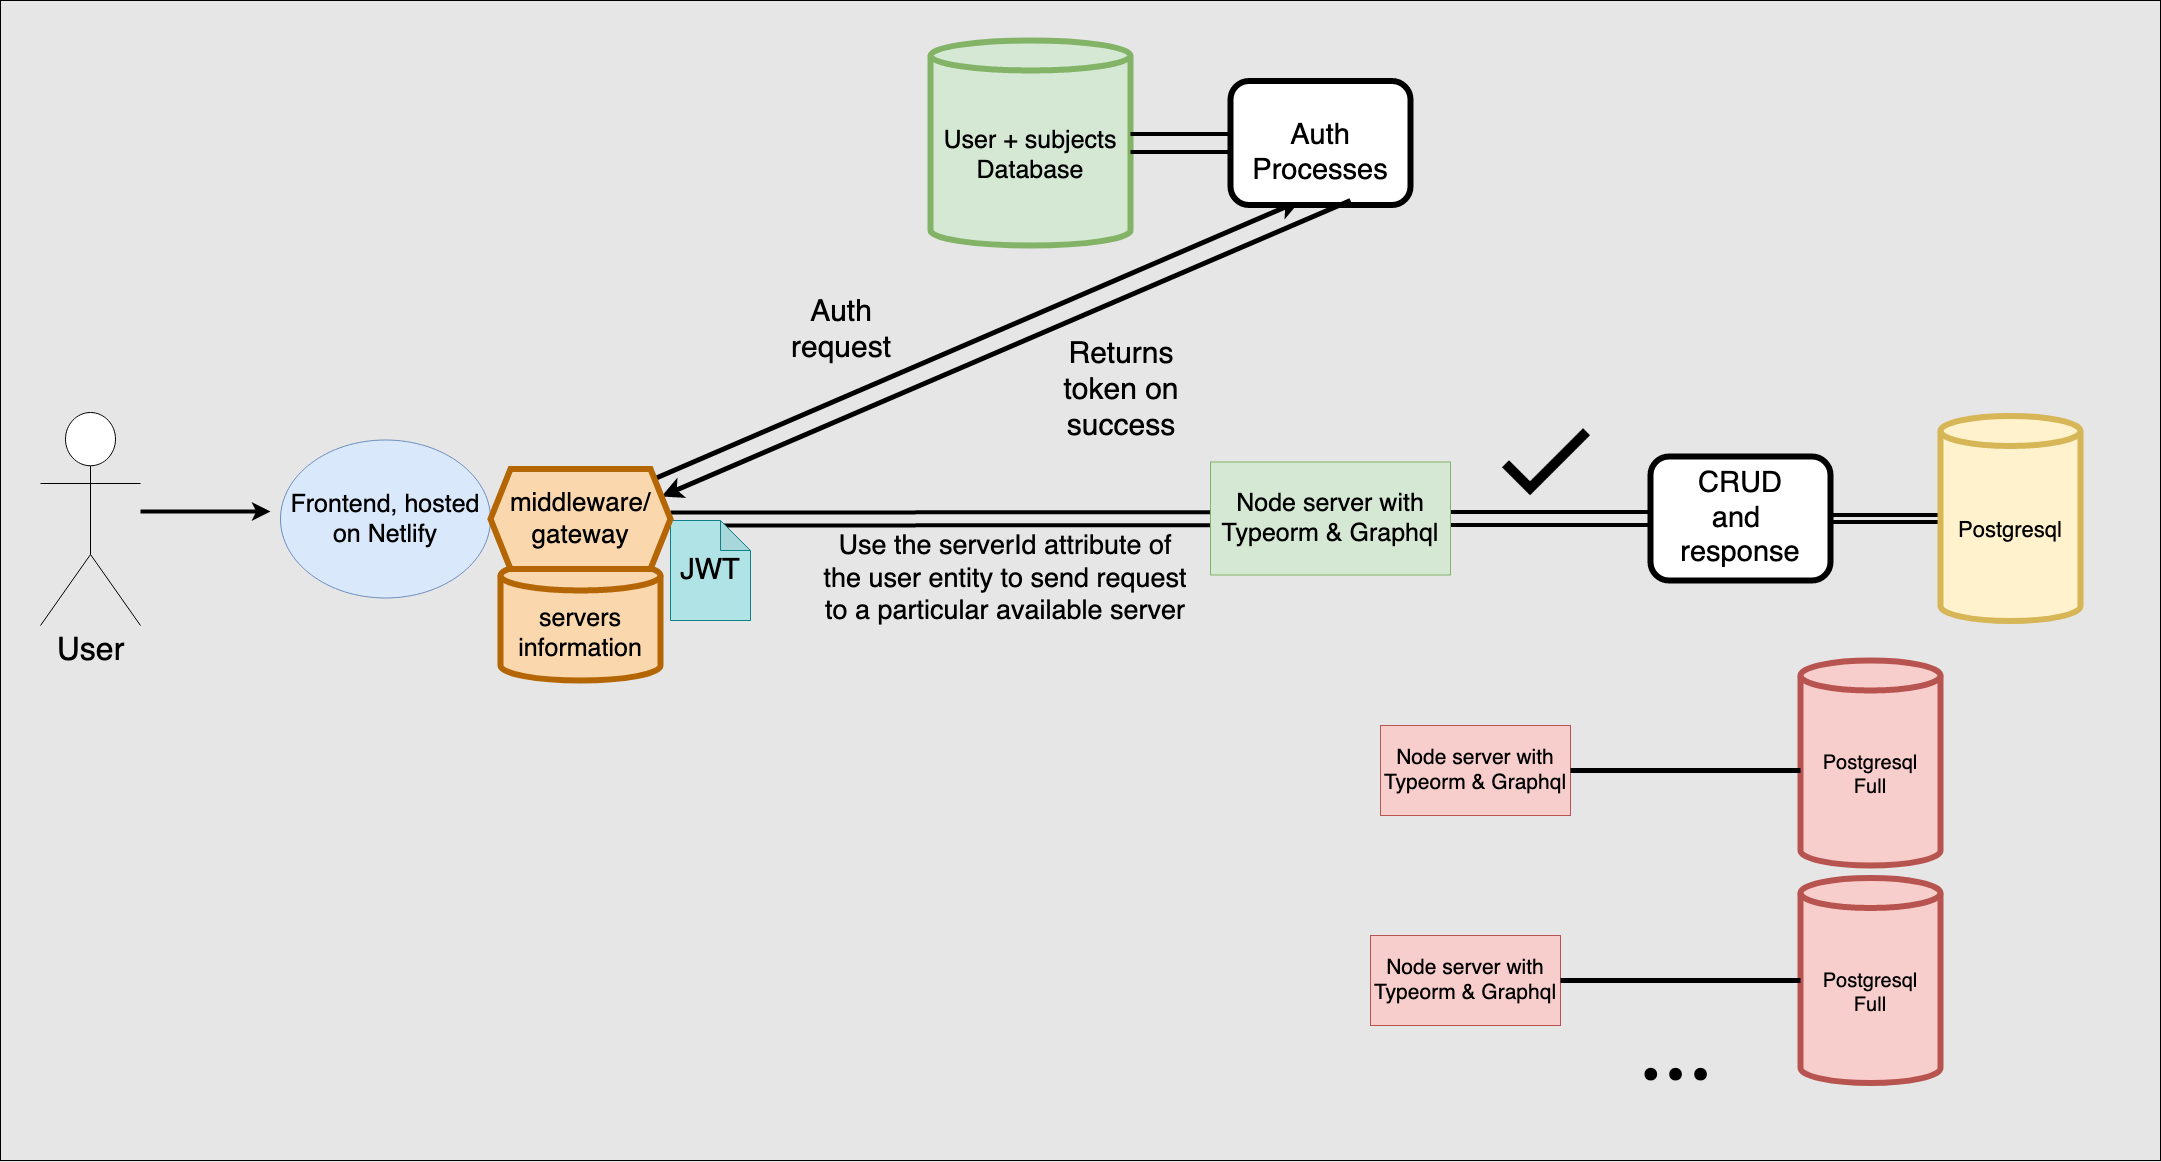 User + subjects
Database
Auth
Processes
Auth
request
Returns
token on
success
User
Frontend, hosted
on Netlify
middleware/
gateway
servers
information
JWT
Use the serverId attribute of
the user entity to send request
to a particular available server
Node server with
Typeorm & Graphql
CRUD
and
response
Postgresql
Node server with
Typeorm & Graphql
Postgresql
Full
Node server with
Typeorm & Graphql
Postgresql
Full
...